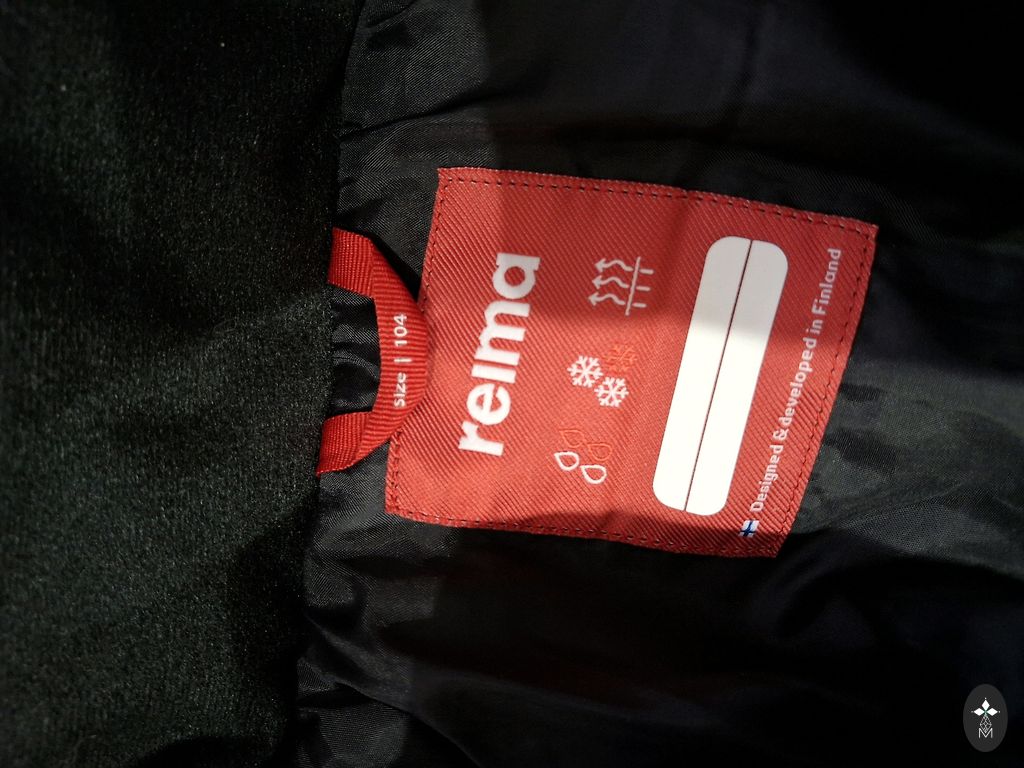 Size | 104
reima
Designed & developed in Finland
M